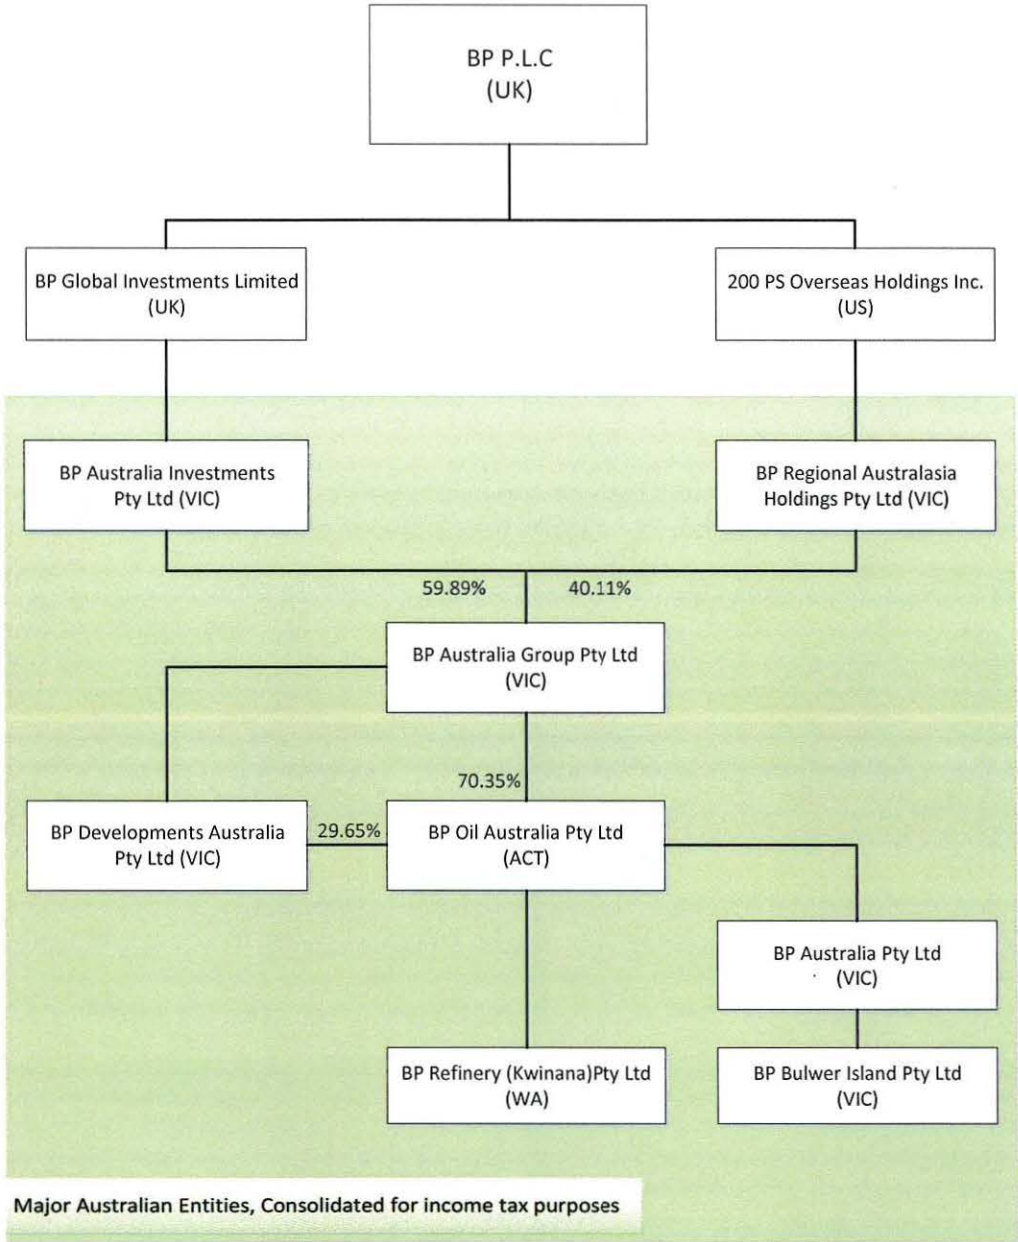 BP P.L.C
(UK)
BP Global Investments Limited
(UK)
200 PS Overseas Holdings Inc.
(US)
BP Australia Investments
Pty Ltd (VIC)
BP Regional Australasia
Holdings Pty Ltd (VIC)
59.89%
40.11%
BP Australia Group Pty Ltd
(VIC)
70.35%
BP Developments Australia
Pty Ltd (VIC)
29.65%
BP Oil Australia Pty Ltd
(ACT)
BP Australia Pty Ltd
(VIC)
BP Refinery (Kwinana)Pty Ltd
(WA)
BP Bulwer Island Pty Ltd
(VIC)
Major Australian Entities, Consolidated for income tax purposes